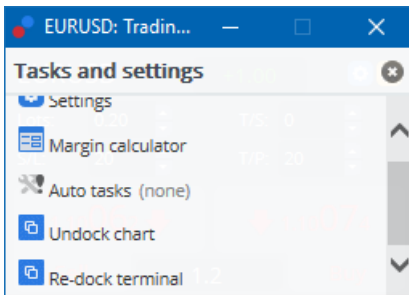 EURUSD: Tradin...
Tasks and settings
Settings
Margin calculator
Auto tasks (none)
Undock chart
Re-dock terminal